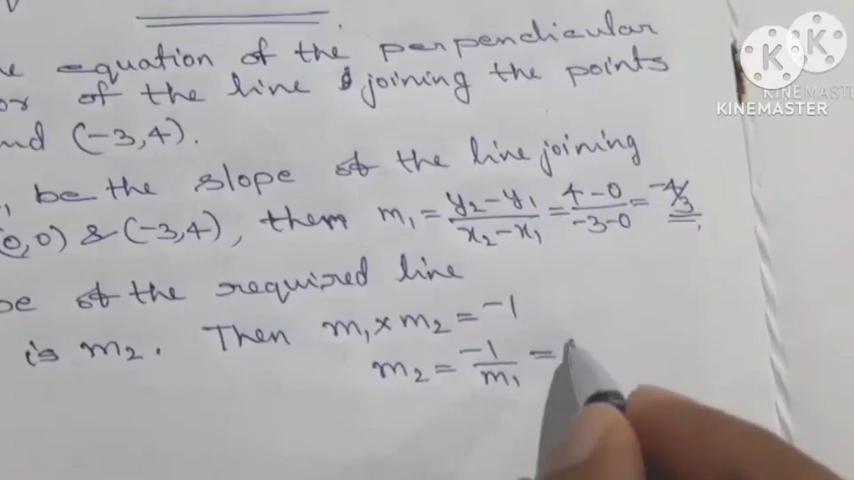 equation of the perpendicular
of the line joining the points
(-3,4).
be the slope of the line joining
(0,0) & (-3,4), then m₁ = y₂-y₁/x₂-x₁ = 4-0/-3-0 = -4/3
of the required line
is m₂. Then m₁ × m₂ = -1
m₂ = -1/m₁ =
KINEMASTER
KINEMASTER